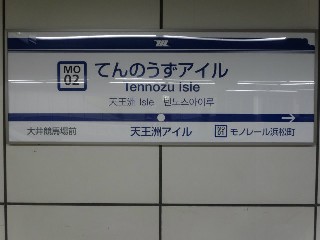 MO
02
てんのうずアイル
Tennozu Isle
天王洲 Isle 텐노스아이루
大井競馬場前
天王洲アイル
モノレール浜松町